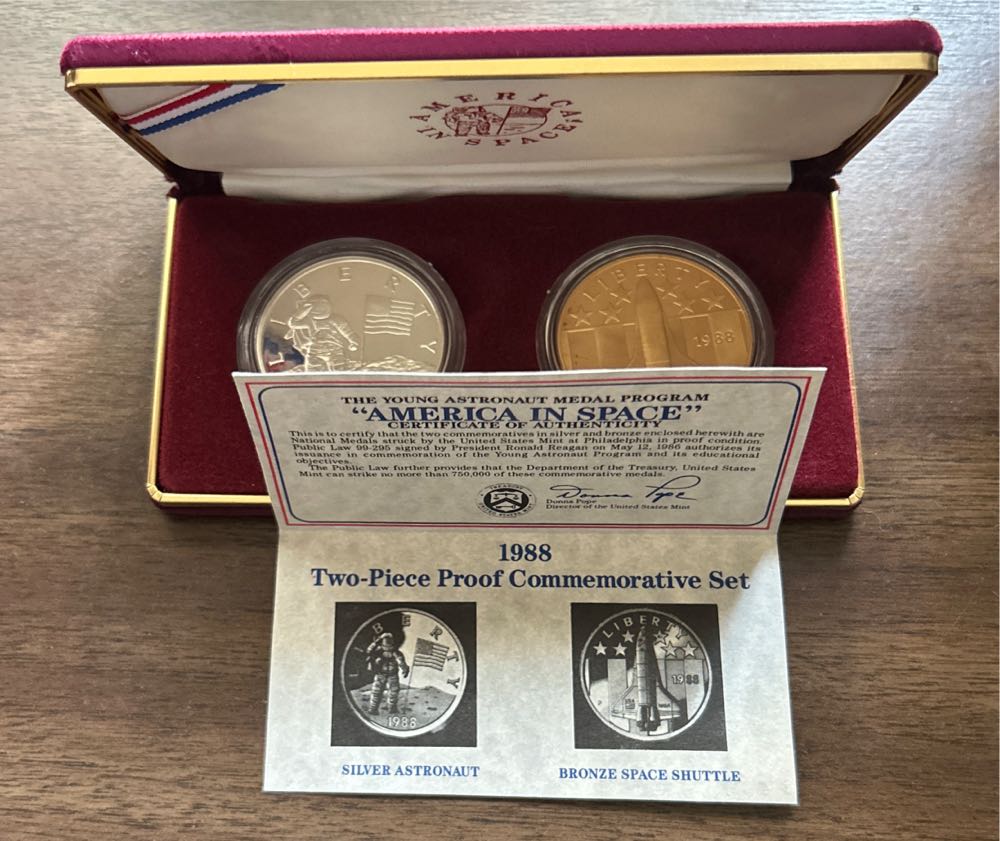 AMERICA
IN SPACE
LIBERTY
LIBERTY
1988
THE YOUNG ASTRONAUT MEDAL PROGRAM
"AMERICA IN SPACE"
CERTIFICATE OF AUTHENTICITY
This is to certify that the two commemoratives in silver and bronze enclosed herewith are
National Medals struck by the United States Mint at Philadelphia in proof condition.
Public Law 99-295 signed by President Ronald Reagan on May 12, 1986 authorizes its
issuance in commemoration of the Young Astronaut Program and its educational
objectives.
The Public Law further provides that the Department of the Treasury, United States
Mint can strike no more than 750,000 of these commemorative medals.
Donna Pope
Donna Pope
Director of the United States Mint
1988
Two-Piece Proof Commemorative Set
LIBERTY
1988
LIBERTY
1988
SILVER ASTRONAUT
BRONZE SPACE SHUTTLE